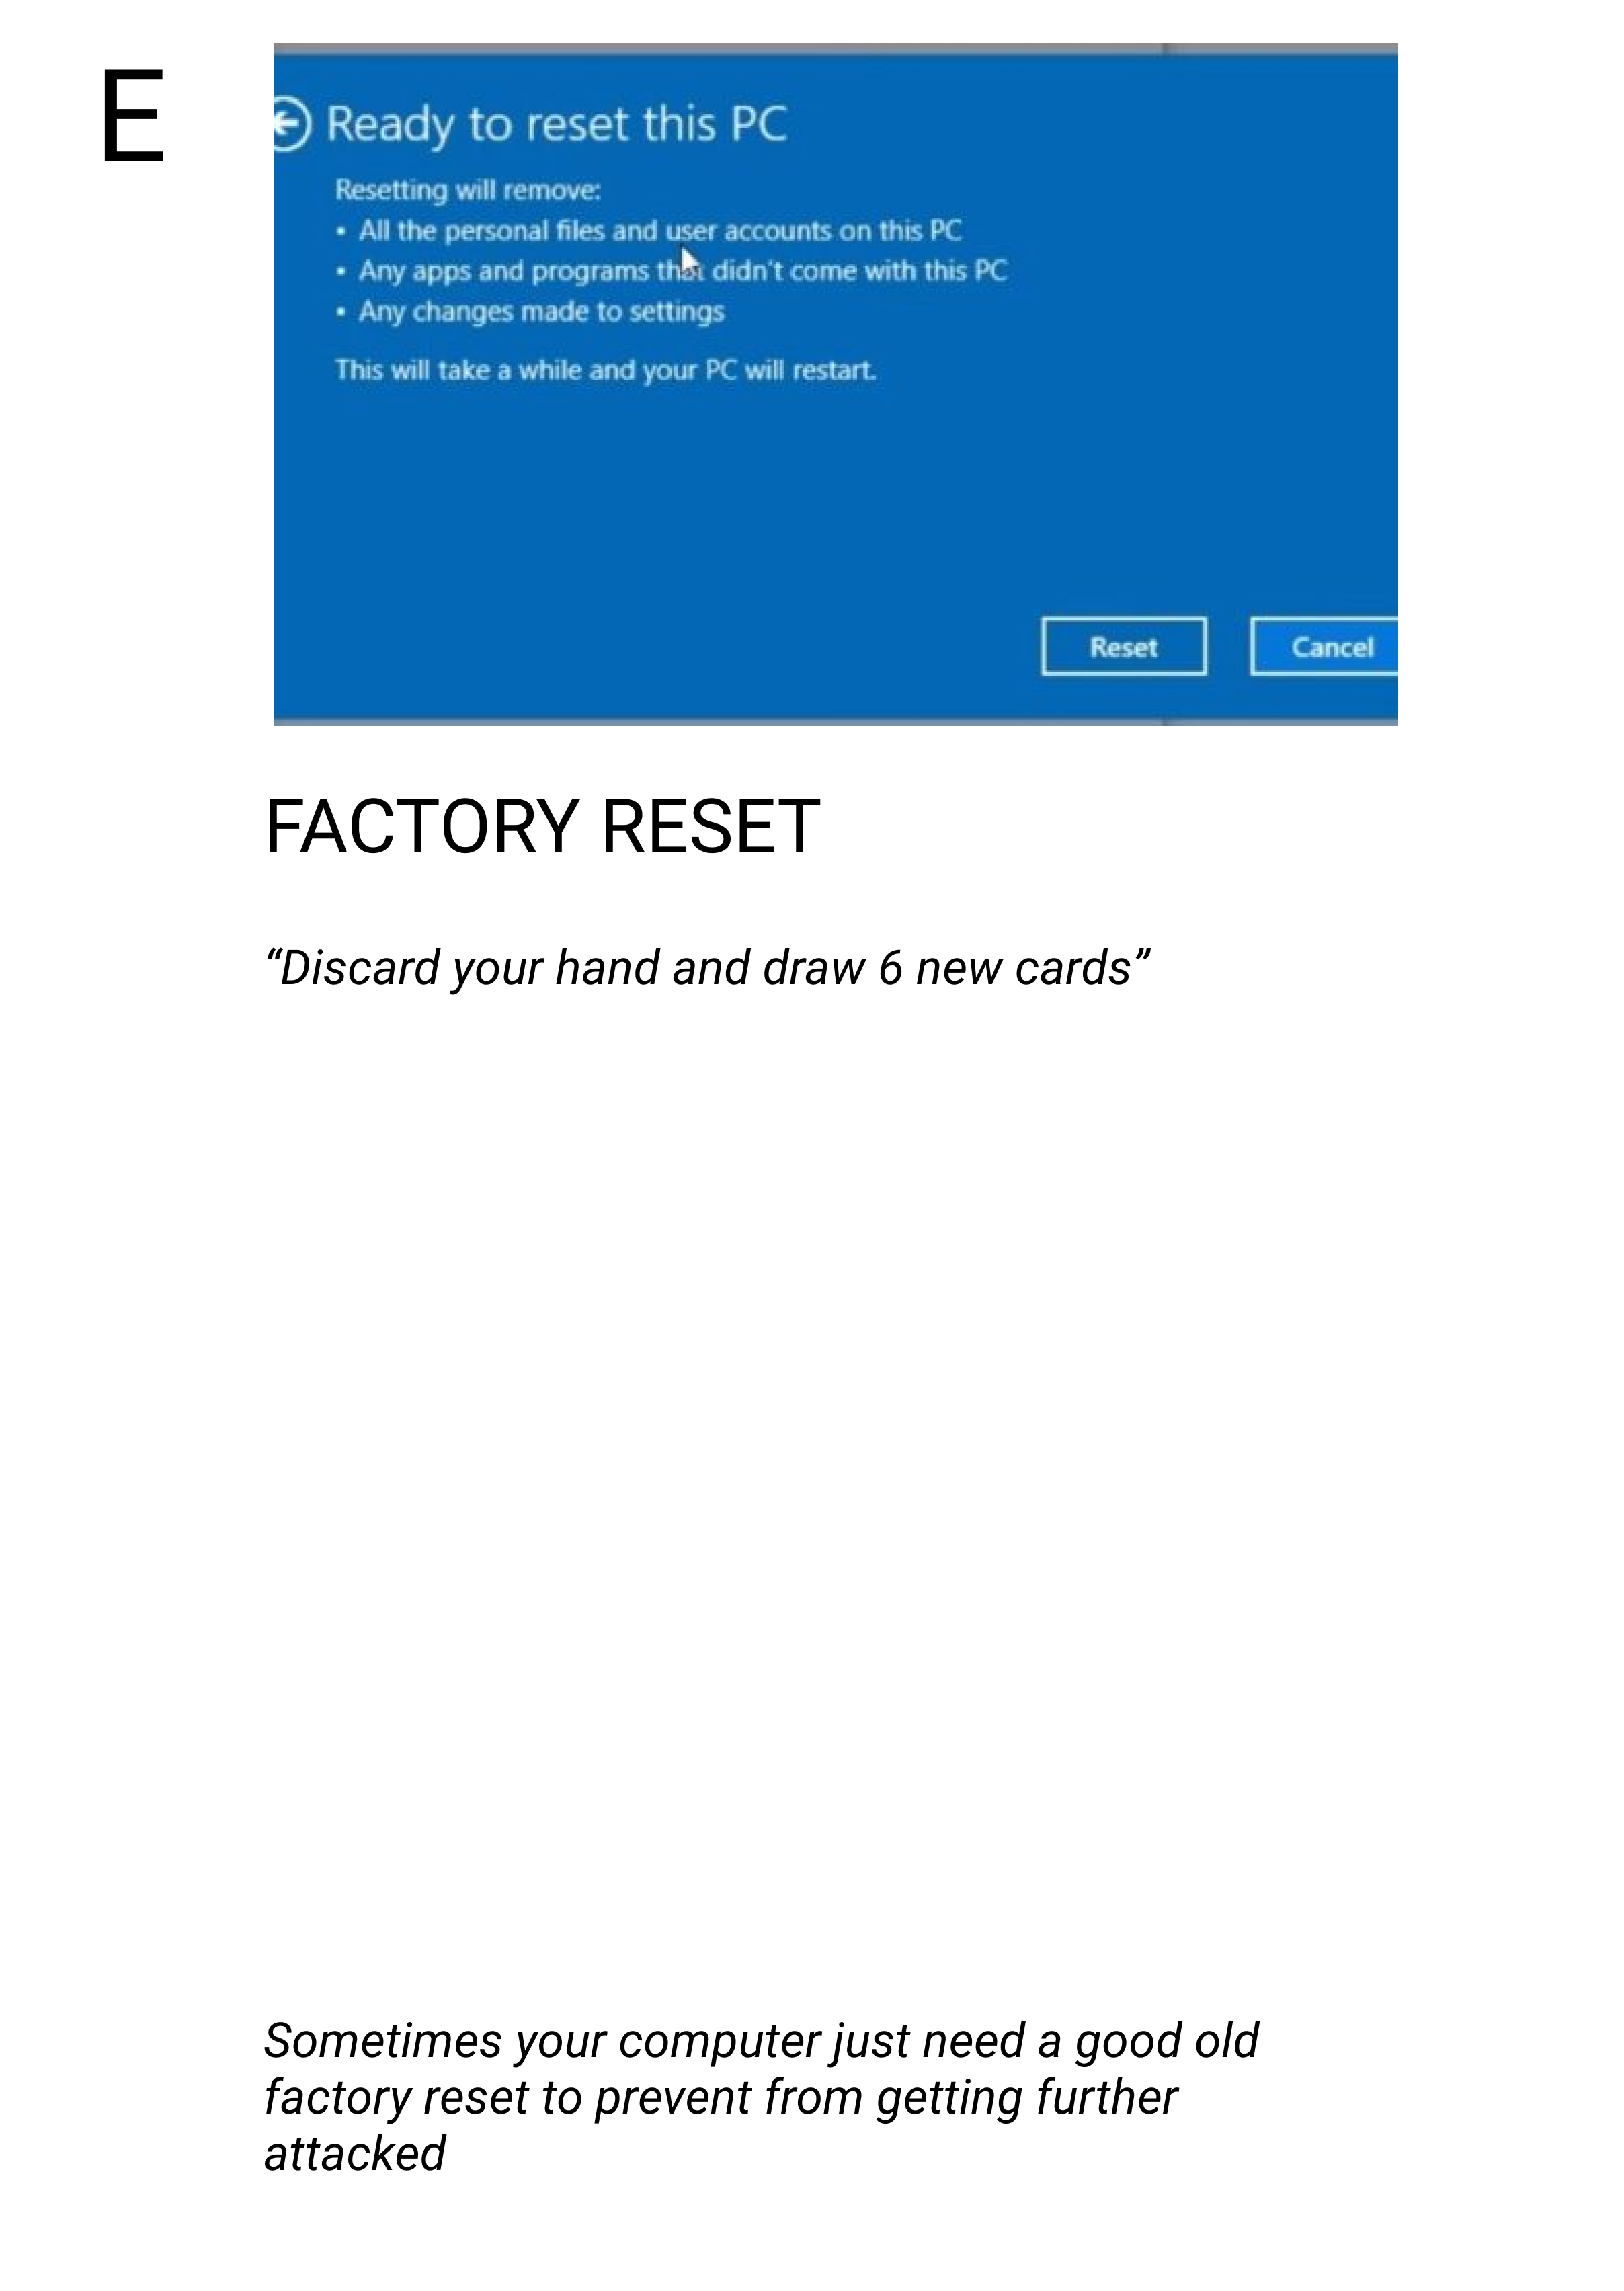 E
Ready to reset this PC
Resetting will remove:
• All the personal files and user accounts on this PC
• Any apps and programs that didn't come with this PC
• Any changes made to settings
This will take a while and your PC will restart.
Reset Cancel
FACTORY RESET
“Discard your hand and draw 6 new cards”
Sometimes your computer just need a good old
factory reset to prevent from getting further
attacked